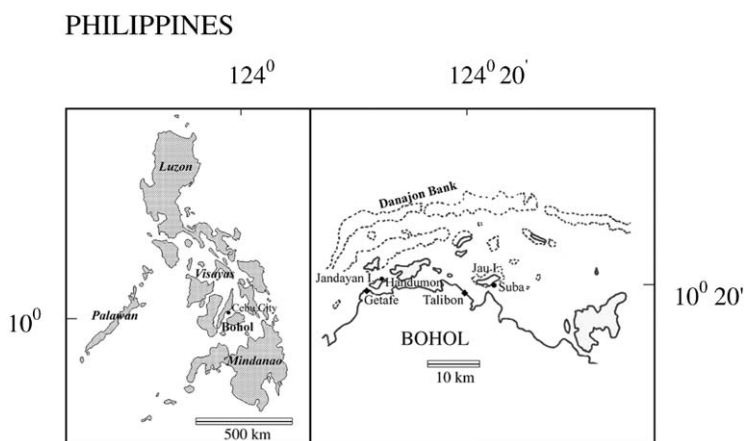 PHILIPPINES
124⁰
124⁰ 20'
Luzon
Danajon Bank
Visayas
Jandayan I.
Handumon
Jau I.
Cebu City
Getafe
Talibon
Suba
10⁰ 20'
10⁰
Palawan
Bohol
BOHOL
Mindanao
10 km
500 km